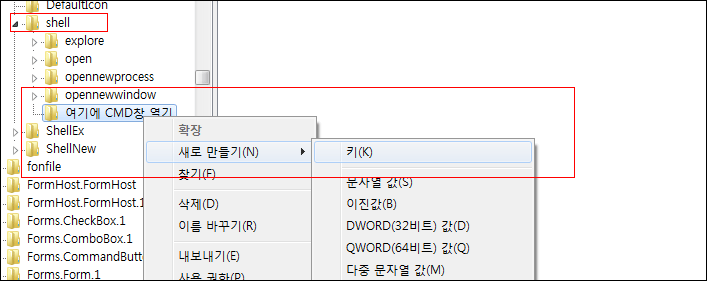 DefaultIcon
shell
explore
open
opennewprocess
opennewwindow
여기에 CMD창 열기
ShellEx
ShellNew
fonfile
FormHost.FormHost
FormHost.FormHost.1
Forms.CheckBox.1
Forms.ComboBox.1
Forms.CommandButt
Forms.Form.1
확장
새로 만들기(N)
찾기(F)
삭제(D)
이름 바꾸기(R)
내보내기(E)
사용 권한(P)
키(K)
문자열 값(S)
이진값(B)
DWORD(32비트) 값(D)
QWORD(64비트) 값(Q)
다중 문자열 값(M)